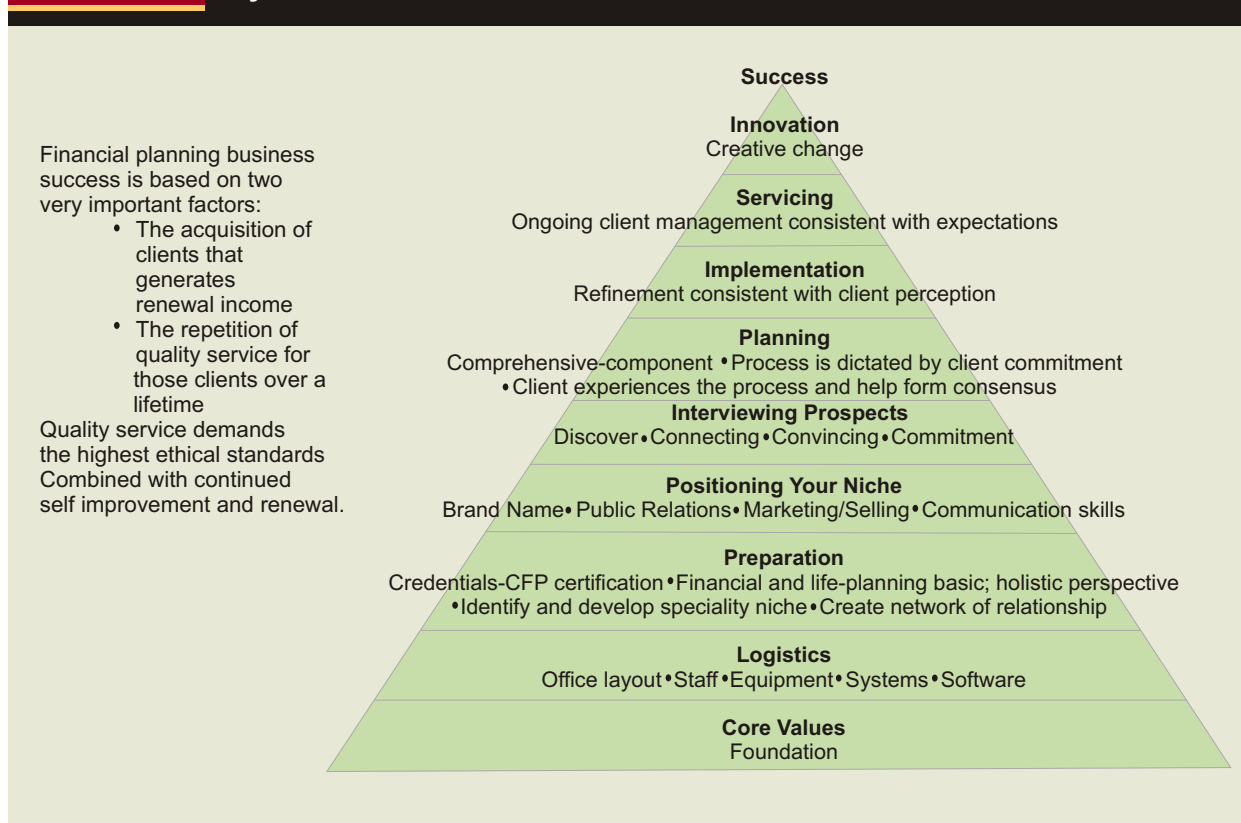 Financial planning business
success is based on two
very important factors:
• The acquisition of
clients that
generates
renewal income
• The repetition of
quality service for
those clients over a
lifetime
Quality service demands
the highest ethical standards
Combined with continued
self improvement and renewal.
Success
Innovation
Creative change
Servicing
Ongoing client management consistent with expectations
Implementation
Refinement consistent with client perception
Planning
Comprehensive-component •Process is dictated by client commitment
•Client experiences the process and help form consensus
Interviewing Prospects
Discover•Connecting•Convincing•Commitment
Positioning Your Niche
Brand Name• Public Relations• Marketing/Selling•Communication skills
Preparation
Credentials-CFP certification•Financial and life-planning basic; holistic perspective
•Identify and develop speciality niche•Create network of relationship
Logistics
Office layout•Staff•Equipment•Systems•Software
Core Values
Foundation